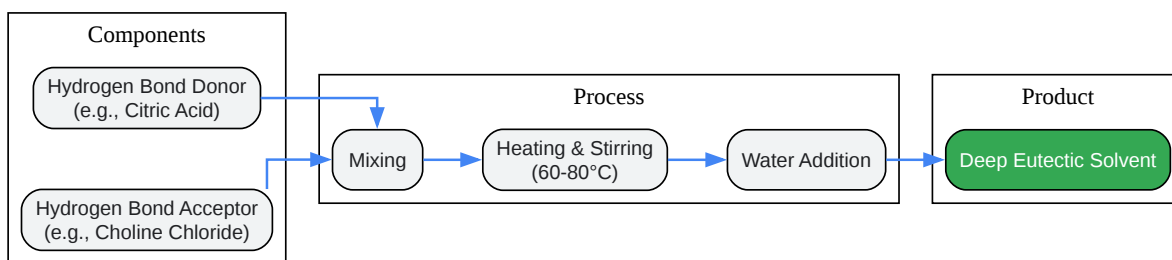 Components
Hydrogen Bond Donor
(e.g., Citric Acid)
Hydrogen Bond Acceptor
(e.g., Choline Chloride)
Process
Mixing
Heating & Stirring
(60-80°C)
Water Addition
Product
Deep Eutectic Solvent